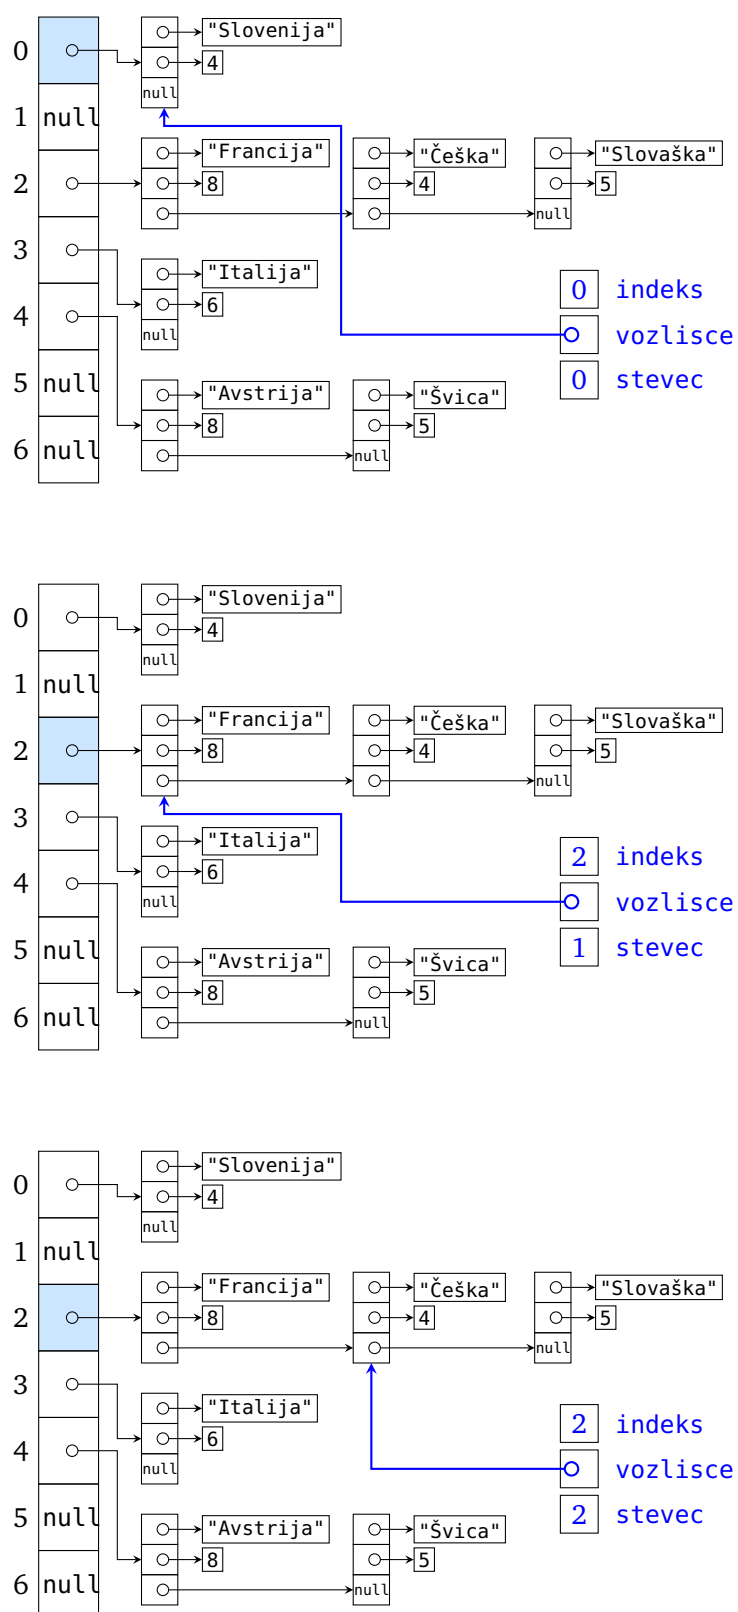 "Slovenija"
0
4
null
1 null
"Francija" "Češka" "Slovaška"
2 8 4 5
null
3
"Italija"
0 indeks
6
4 null
vozlisce
5 null
"Avstrija" "Švica"
0 stevec
8 5
6 null
null
"Slovenija"
0
4
null
1 null
"Francija" "Češka" "Slovaška"
2 8 4 5
null
3
"Italija"
2 indeks
6
4 null
vozlisce
5 null
"Avstrija" "Švica"
1 stevec
8 5
6 null
null
"Slovenija"
0
4
null
1 null
"Francija" "Češka" "Slovaška"
2 8 4 5
null
3
"Italija"
2 indeks
6
4 null
vozlisce
5 null
"Avstrija" "Švica"
2 stevec
8 5
6 null
null